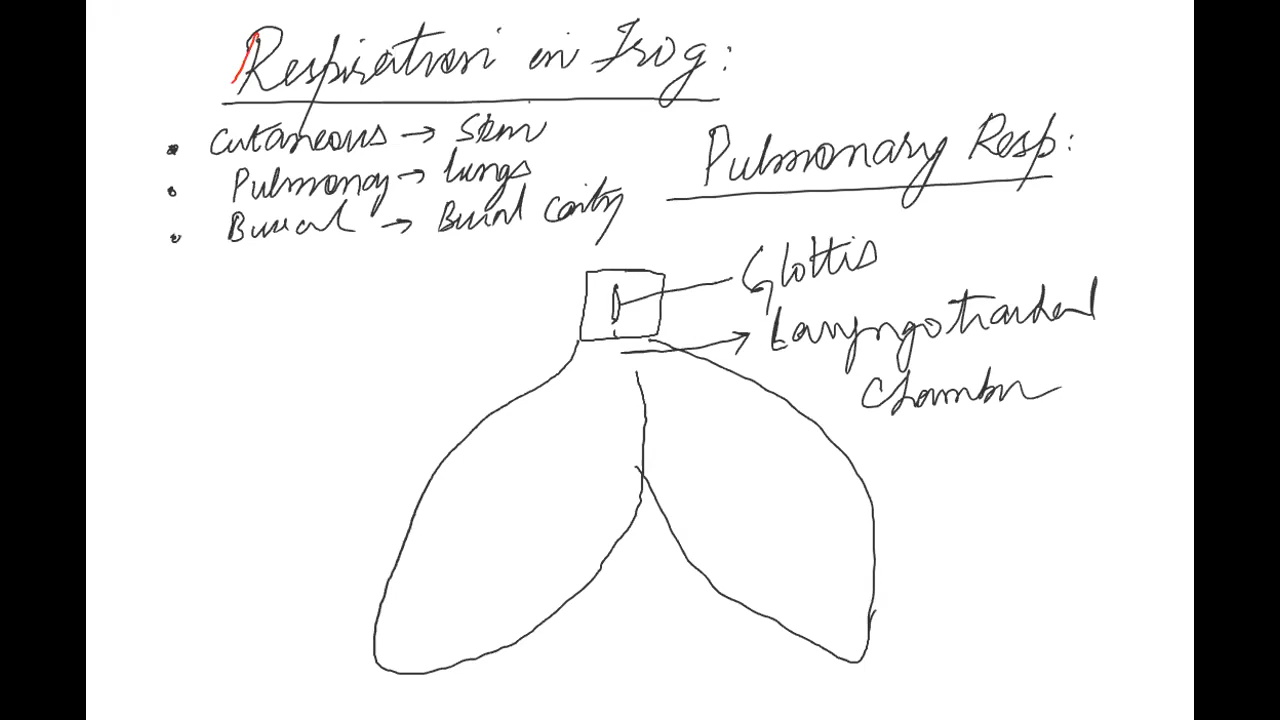 Respiration in Frog:
• Cutaneous → Skin
• Pulmonary → lungs
• Buccal → Buccal cavity
Pulmonary Resp:
Glottis
Laryngotracheal
Chamber